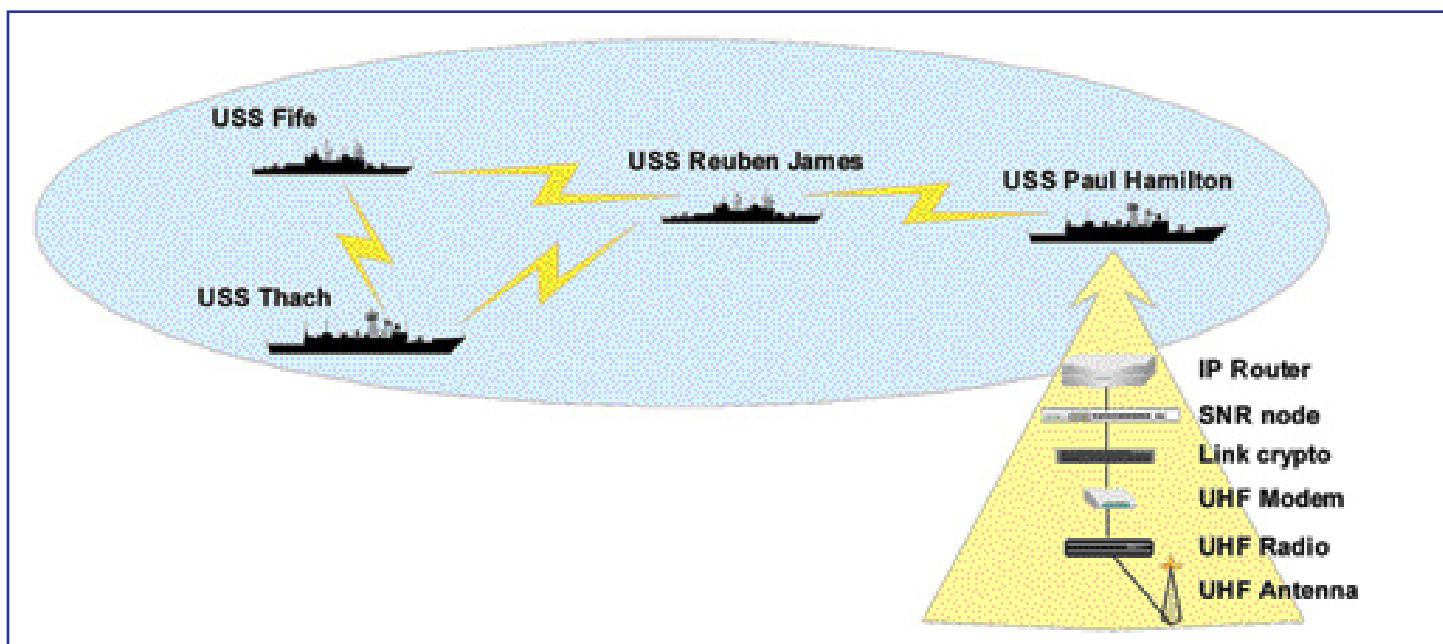 USS Fife
USS Reuben James
USS Paul Hamilton
USS Thach
IP Router
SNR node
Link crypto
UHF Modem
UHF Radio
UHF Antenna